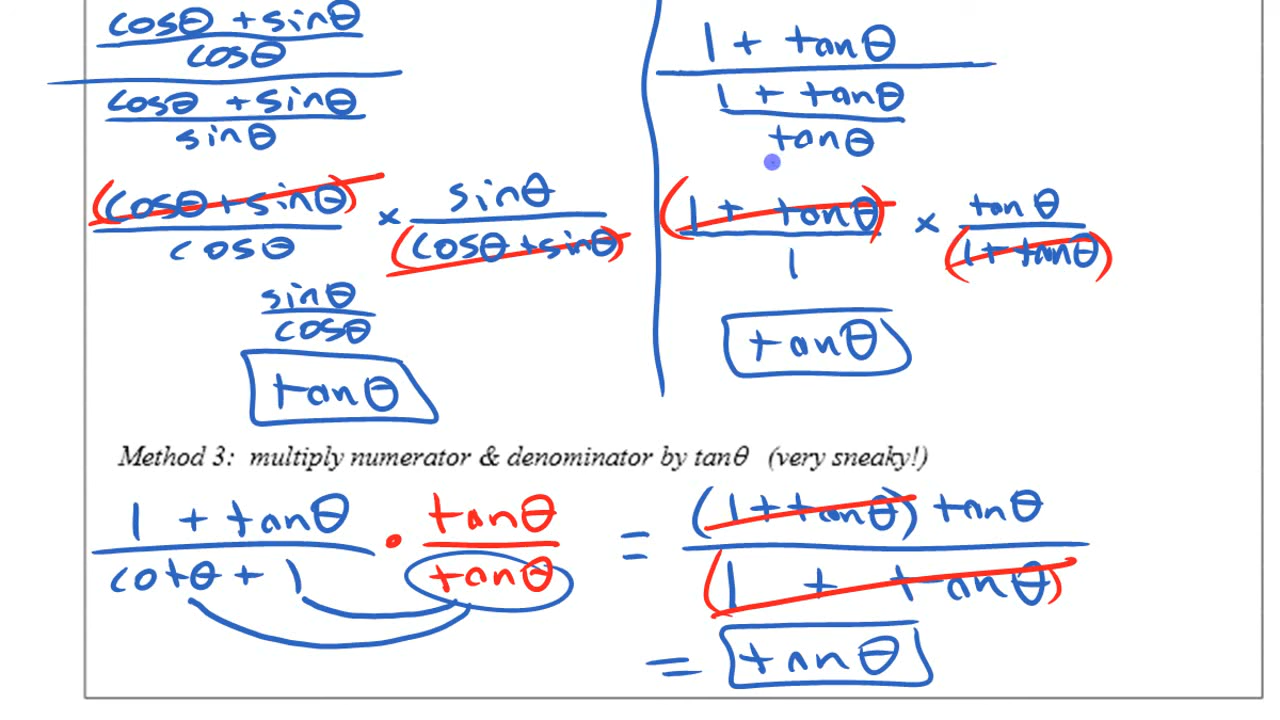 cosθ + sinθ
cosθ
cosθ + sinθ
sinθ
(cosθ + sinθ) × sinθ
cosθ (cosθ + sinθ)
sinθ
cosθ
tanθ
1 + tanθ
1 + tanθ
tanθ
(1 + tanθ) × tanθ
1 (1 + tanθ)
tanθ
Method 3: multiply numerator & denominator by tanθ (very sneaky!)
1 + tanθ • tanθ = (1 + tanθ) tanθ
cotθ + 1 tanθ (1 + tanθ)
= tanθ